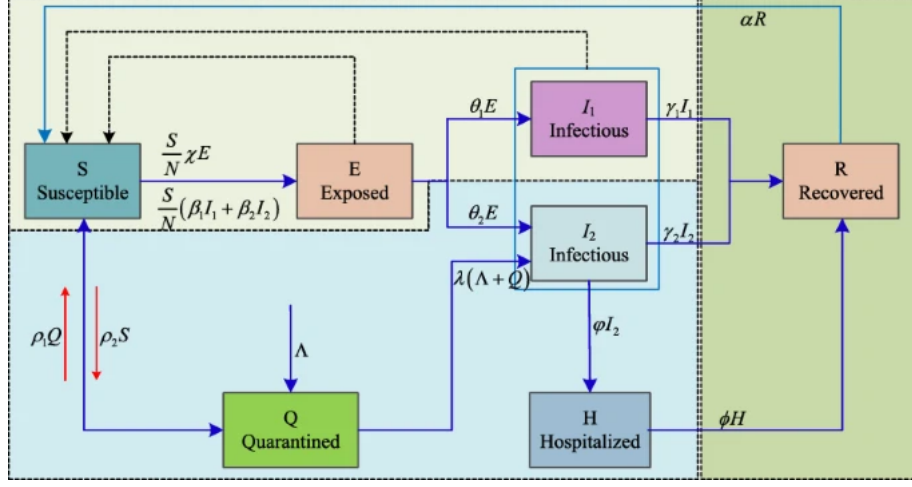 αR
θ₁E
I₁
Infectious
γ₁I₁
S
Susceptible
S/N χE
S/N (β₁I₁ + β₂I₂)
E
Exposed
R
Recovered
θ₂E
I₂
Infectious
γ₂I₂
λ(Λ+Q)
ρ₁Q
ρ₂S
Λ
φI₂
Q
Quarantined
H
Hospitalized
ϕH